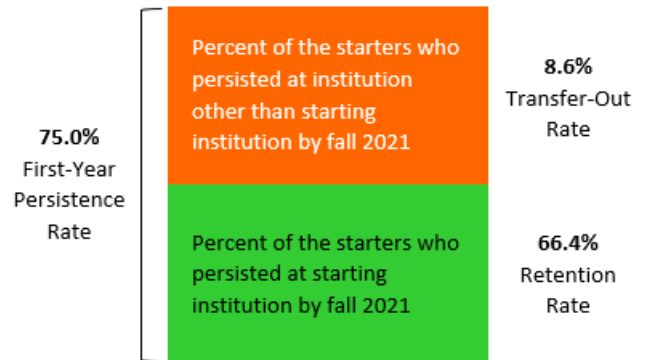 75.0%
First-Year
Persistence
Rate
Percent of the starters who
persisted at institution
other than starting
institution by fall 2021
8.6%
Transfer-Out
Rate
Percent of the starters who
persisted at starting
institution by fall 2021
66.4%
Retention
Rate